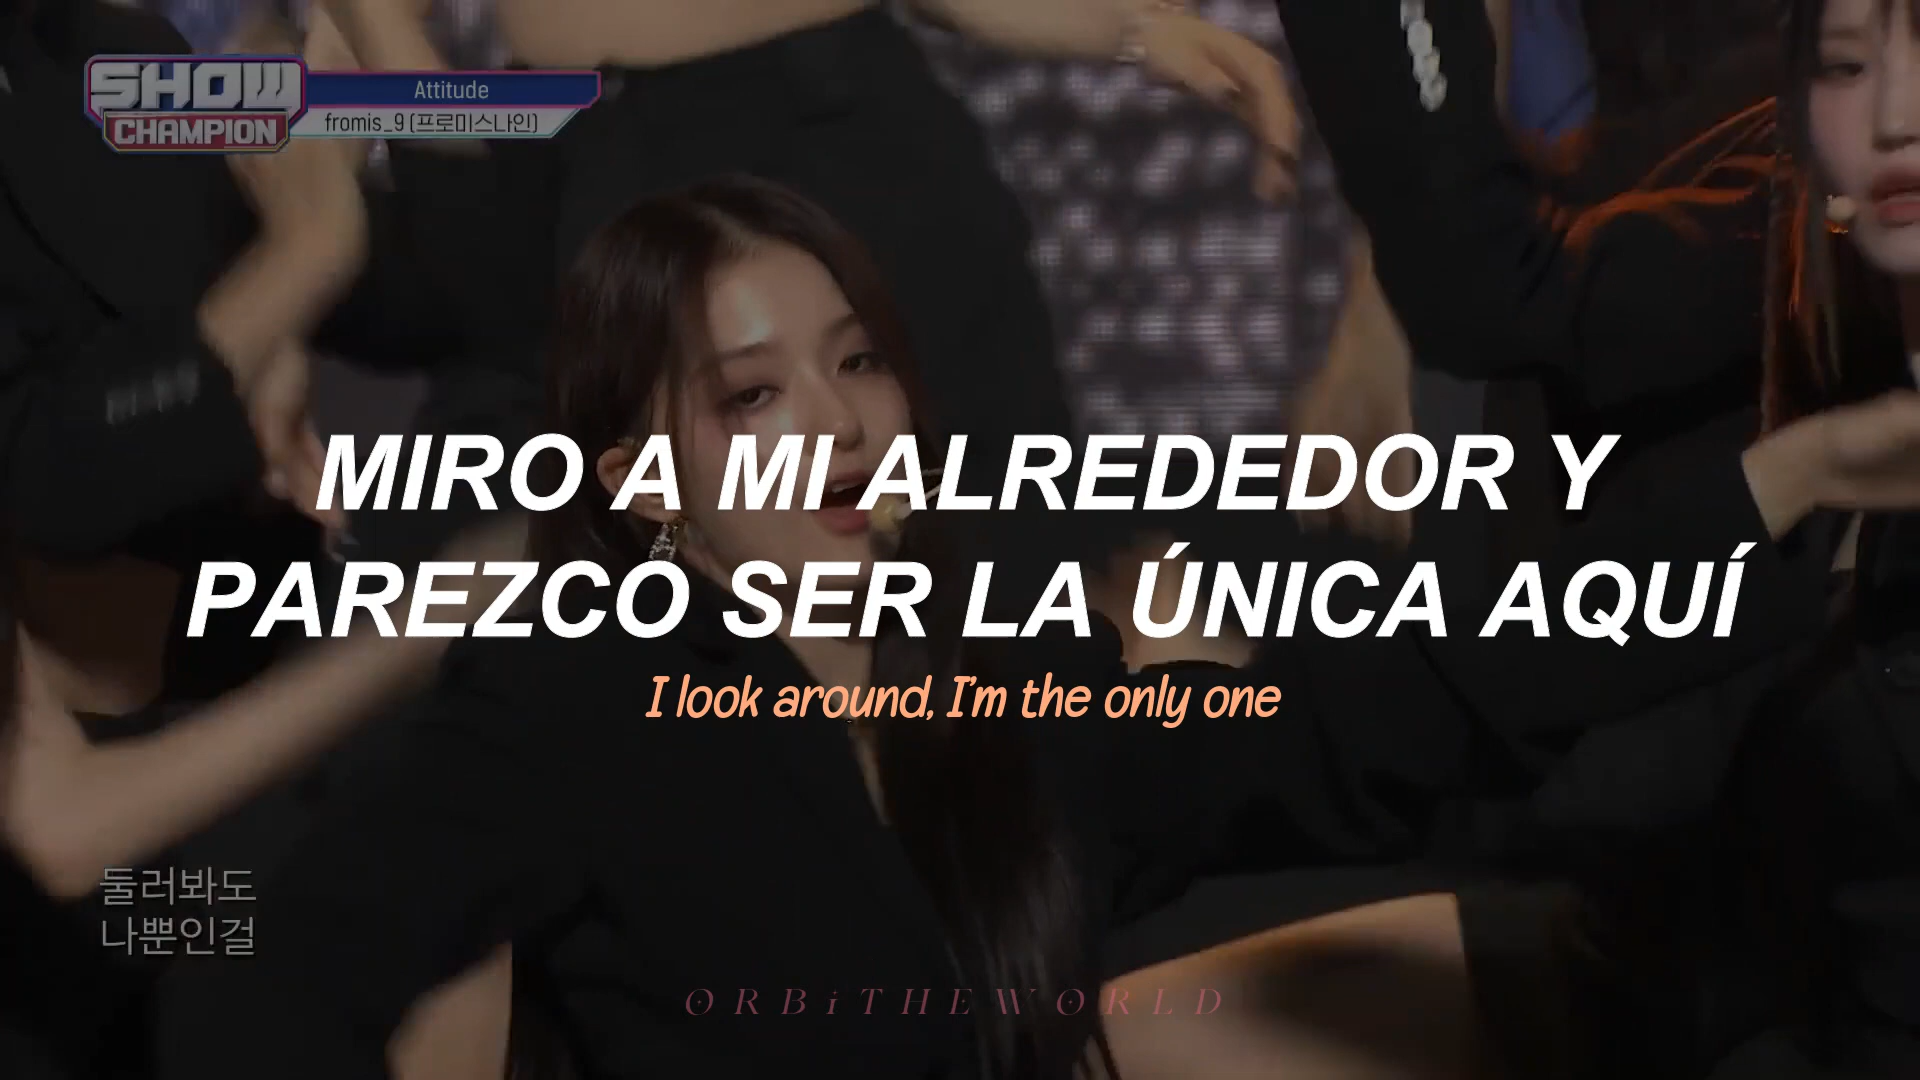 SHOW
CHAMPION
Attitude
fromis_9 (프로미스나인)
MIRO A MI ALREDEDOR Y
PAREZCO SER LA ÚNICA AQUÍ
I look around, I'm the only one
둘러봐도
나뿐인걸
ORBiTHEWORLD